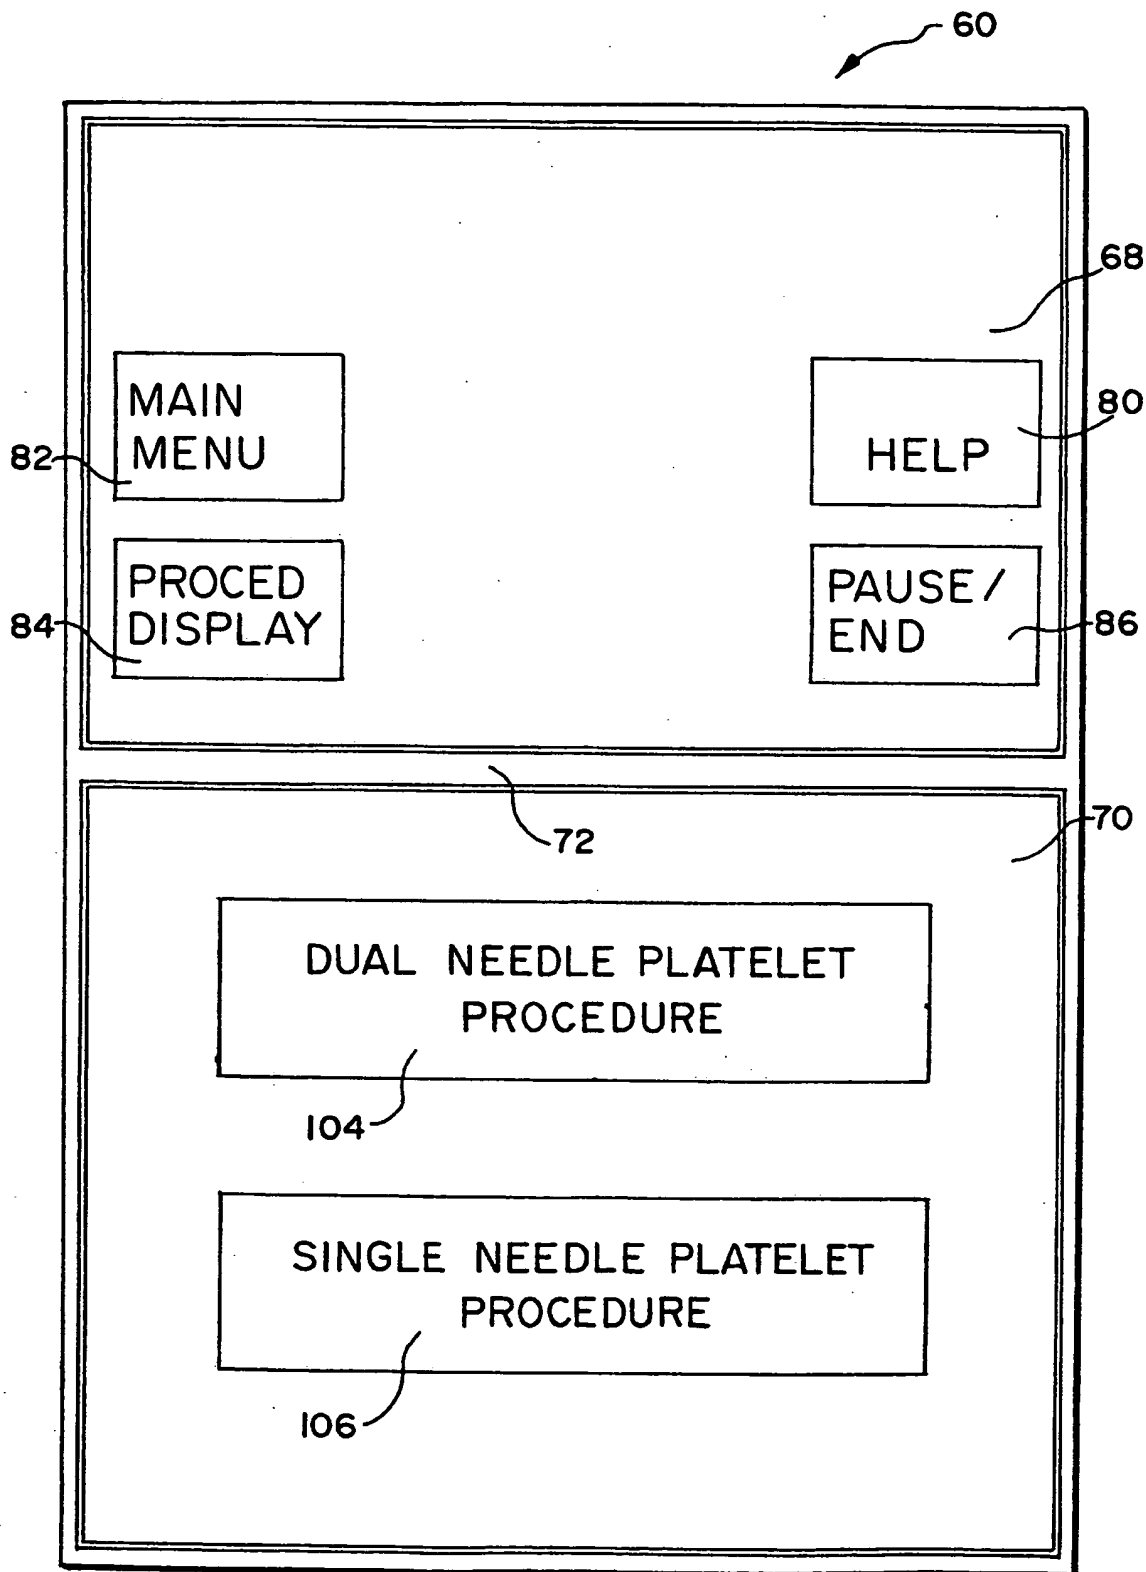 60
68
MAIN
MENU
82
HELP
80
PROCED
DISPLAY
84
PAUSE/
END
86
72
70
DUAL NEEDLE PLATELET
PROCEDURE
104
SINGLE NEEDLE PLATELET
PROCEDURE
106